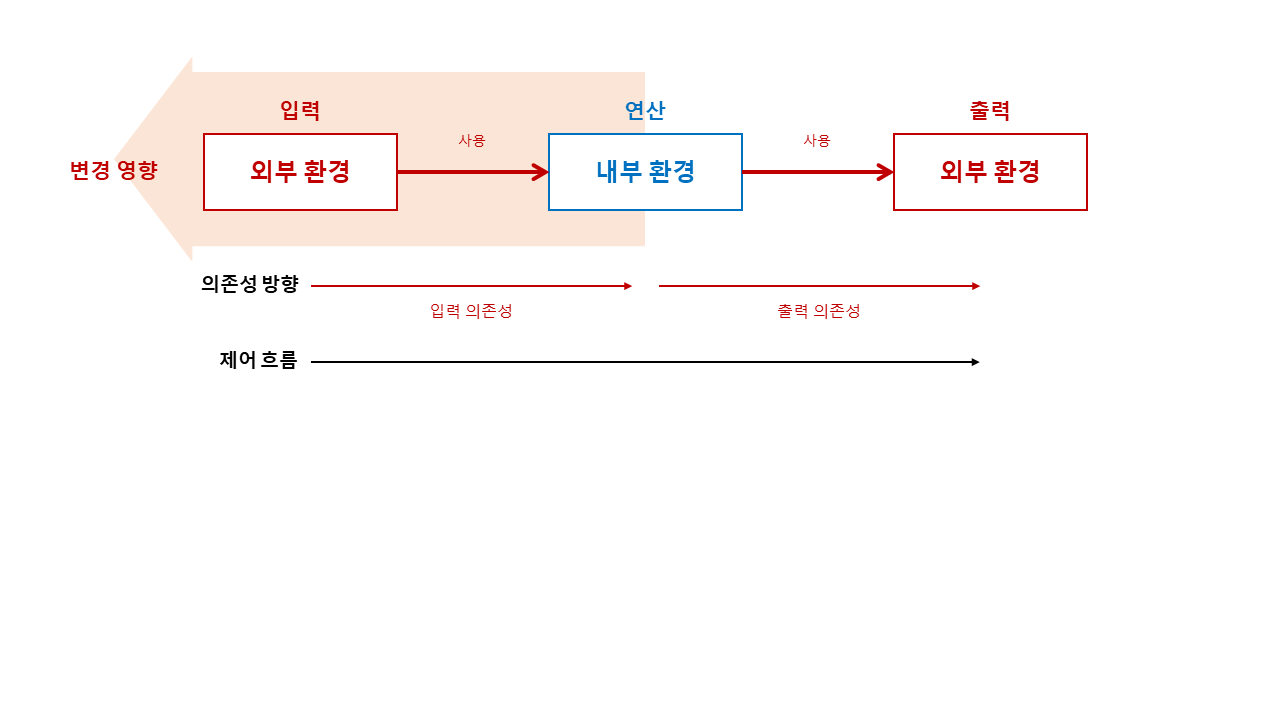 입력
연산
출력
사용
사용
변경 영향
외부 환경
내부 환경
외부 환경
의존성 방향
입력 의존성
출력 의존성
제어 흐름